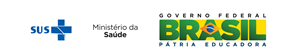 SUS
Ministério da
Saúde
GOVERNO FEDERAL
BRASIL
PÁTRIA EDUCADORA